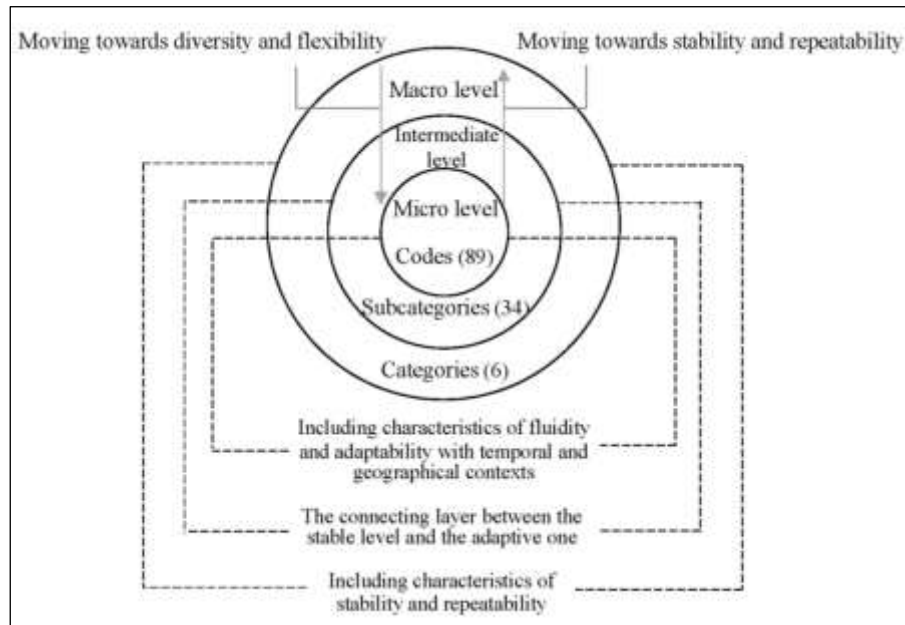 Moving towards diversity and flexibility
Moving towards stability and repeatability
Macro level
Intermediate
level
Micro level
Codes (89)
Subcategories (34)
Categories (6)
Including characteristics of fluidity
and adaptability with temporal and
geographical contexts
The connecting layer between the
stable level and the adaptive one
Including characteristics of
stability and repeatability